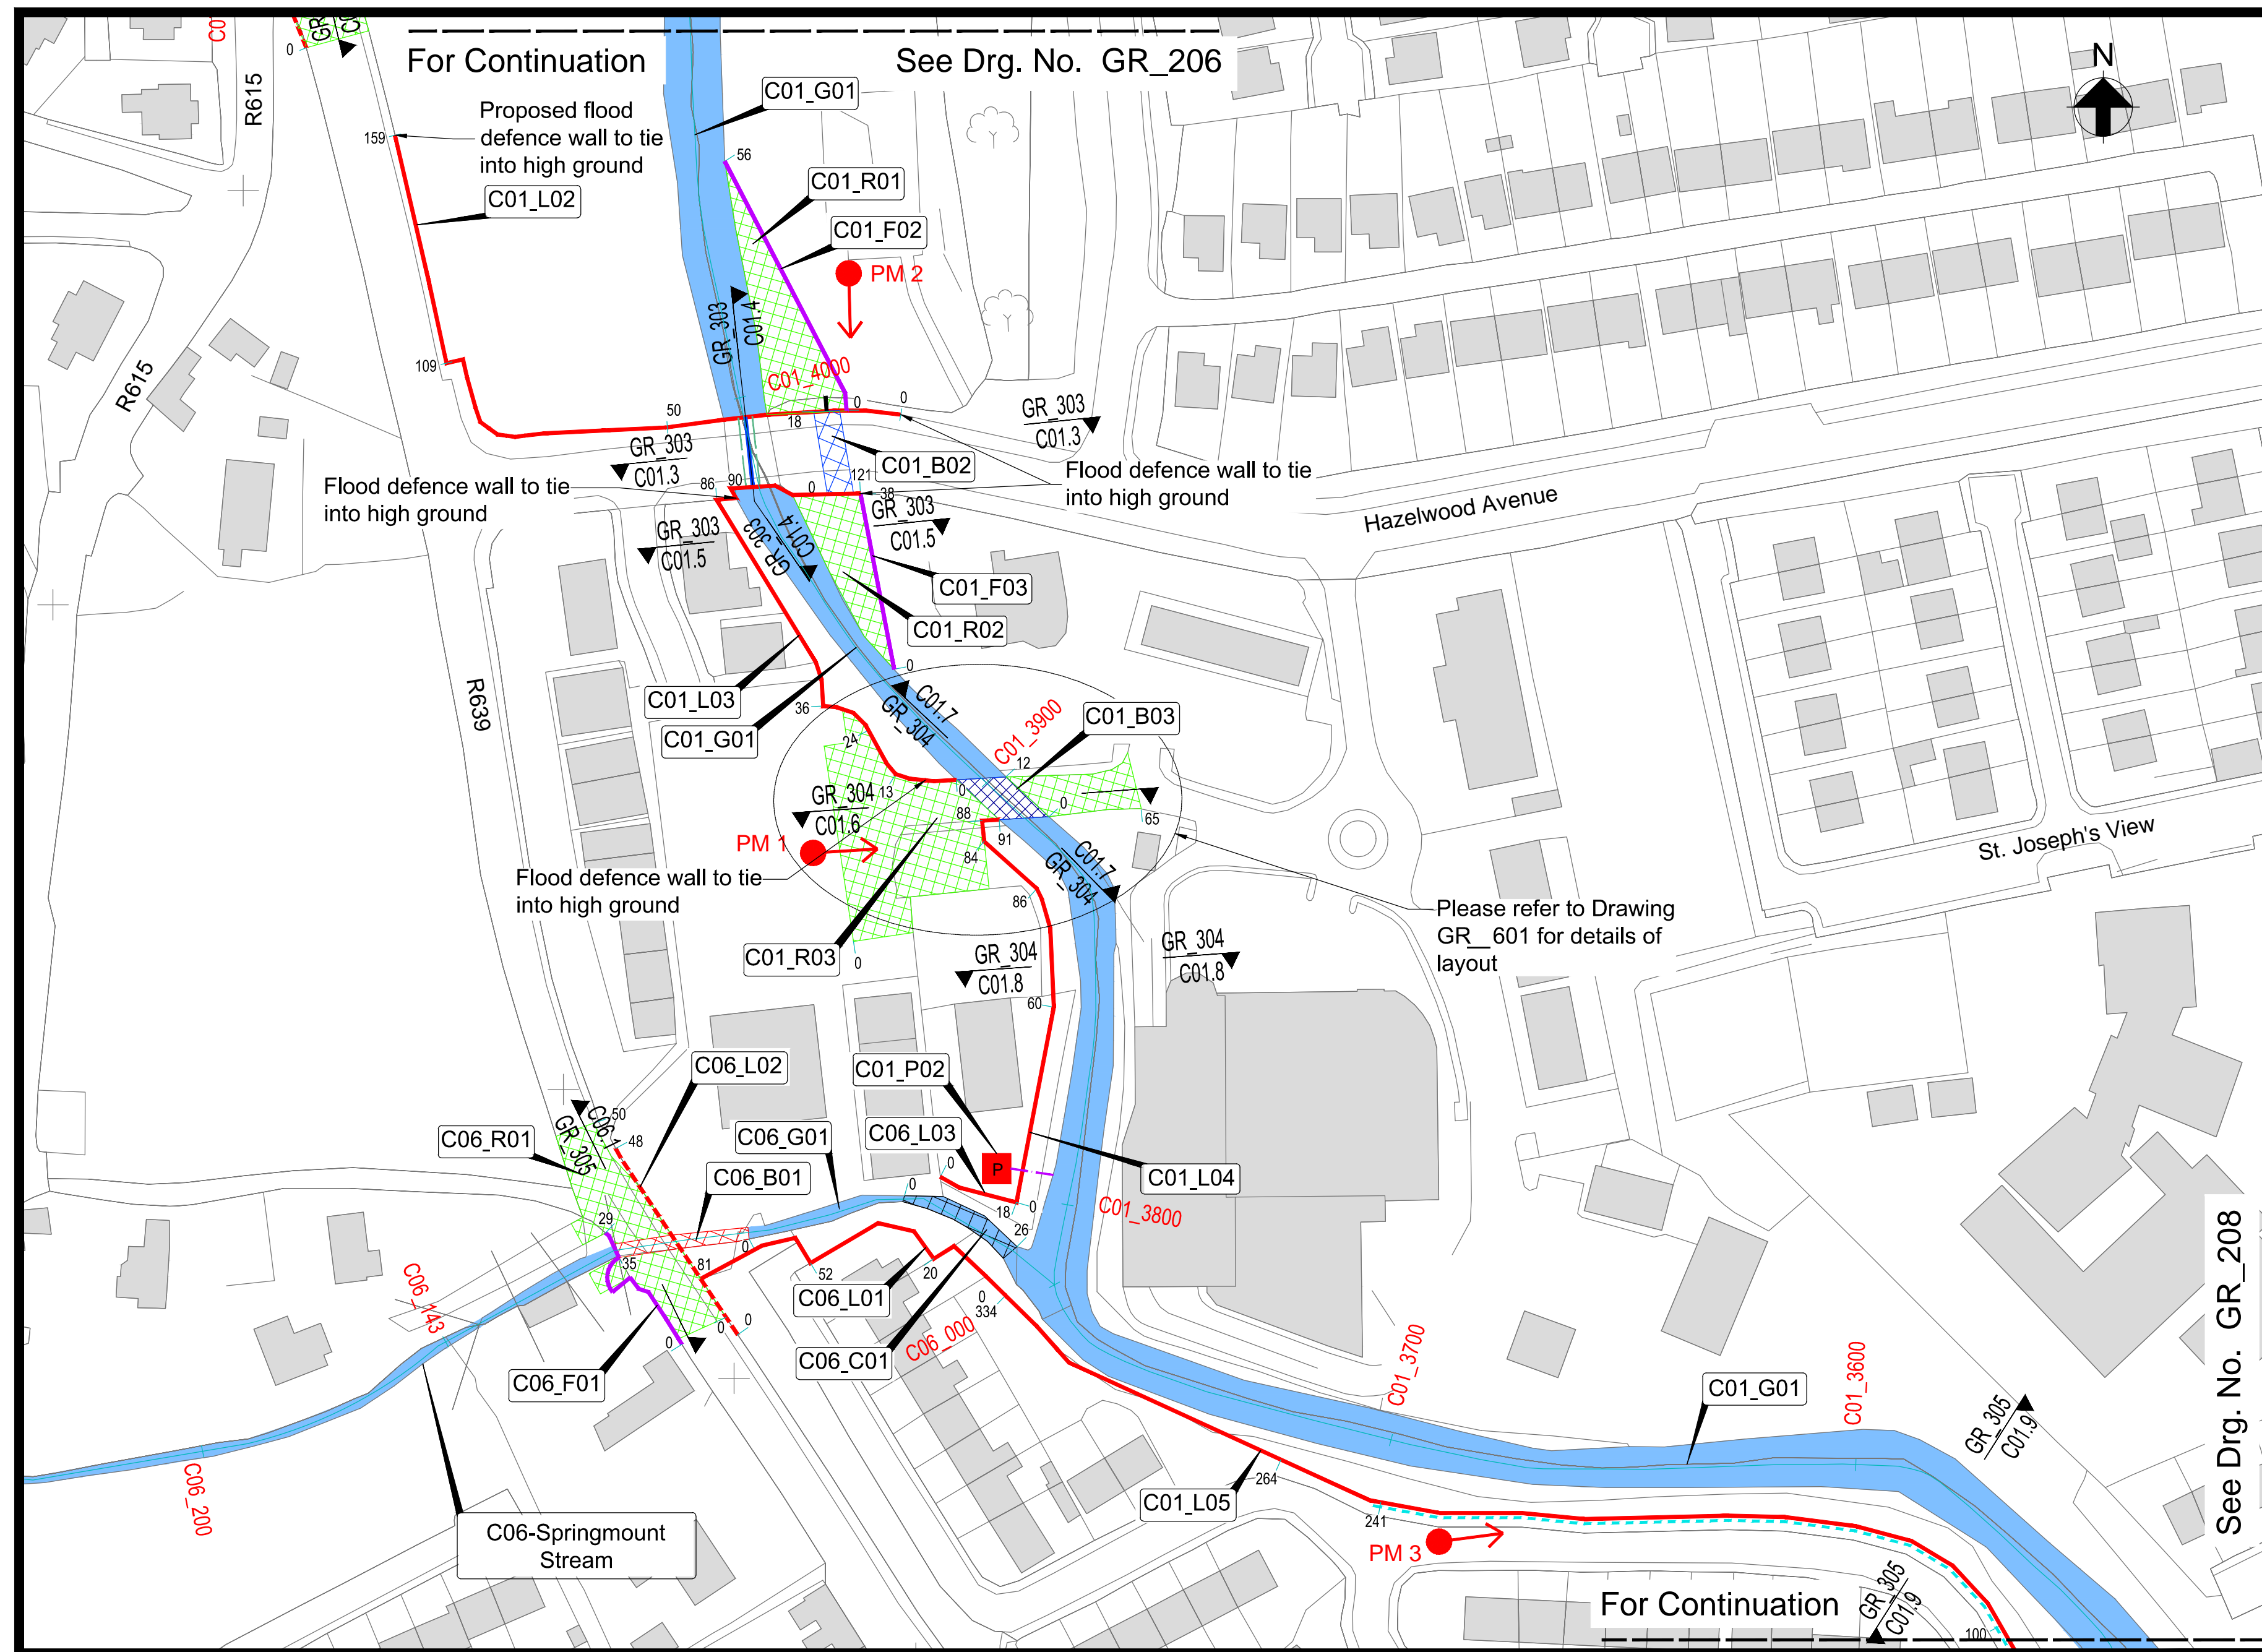 For Continuation
See Drg. No. GR_206
N
R615
C01_G01
Proposed flood
defence wall to tie
into high ground
159
56
C01_R01
C01_L02
C01_F02
PM 2
GR_303
C01.4
C01_4000
R615
109
50
18
0
0
0
GR_303
C01.3
GR_303
C01.3
C01_B02
Flood defence wall to tie
into high ground
Flood defence wall to tie
into high ground
86
90
0
121
38
Hazelwood Avenue
GR_303
C01.5
GR_303
C01.5
C01.4
GR_303
C01_F03
C01_R02
0
R639
C01_L03
C01_G01
36
24
C01.7
GR_304
C01_3900
C01_B03
12
13
0
0
88
91
84
65
GR_304
C01.6
PM 1
Flood defence wall to tie
into high ground
C01.7
GR_304
86
St. Joseph's View
Please refer to Drawing
GR__601 for details of
layout
C01_R03
0
GR_304
C01.8
GR_304
C01.8
60
C06_L02
C01_P02
C06_L03
C06_G01
C06_R01
C06_B01
C06.1
GR_305
50
48
P
C01_L04
C01_3800
0
0
18
0
26
29
35
81
0
52
20
0
334
C06_L01
C06_000
C06_C01
C06_143
C06_F01
0
0
0
C06_200
C06-Springmount
Stream
C01_3700
C01_G01
C01_3600
GR_305
C01.9
C01_L05
264
241
PM 3
For Continuation
GR_305
C01.9
100
See Drg. No. GR_208